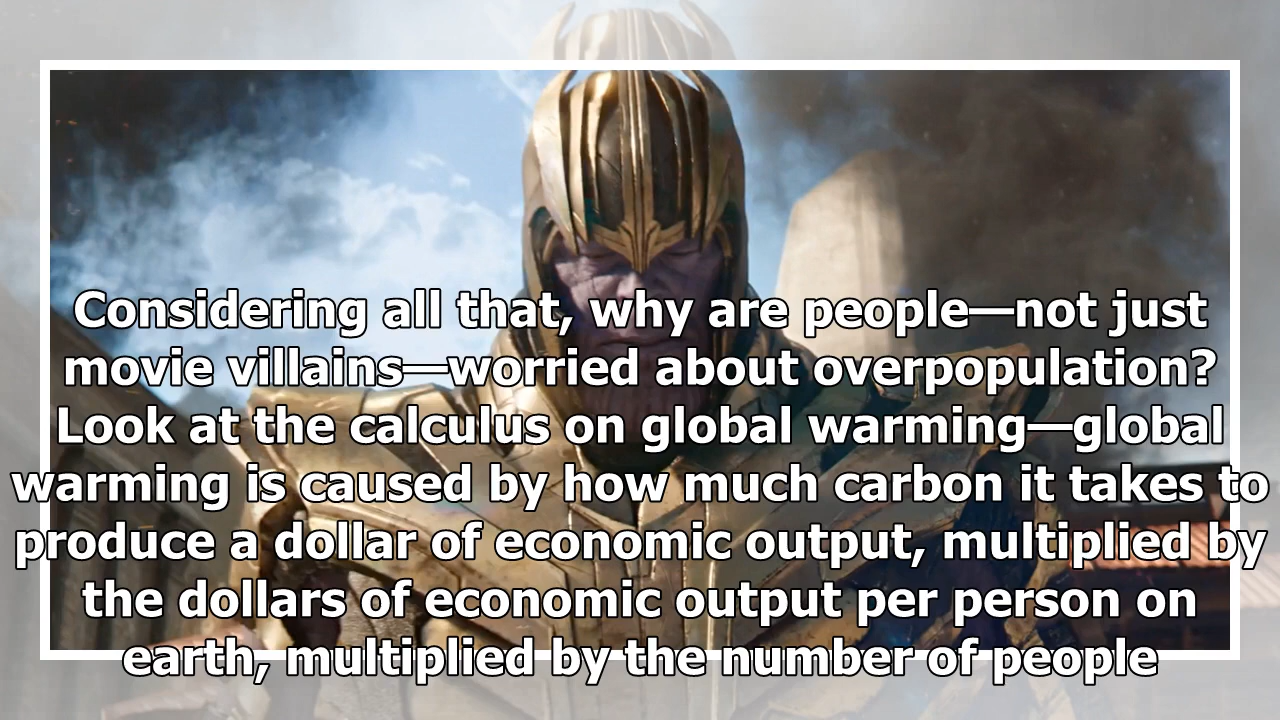 Considering all that, why are people—not just
movie villains—worried about overpopulation?
Look at the calculus on global warming—global
warming is caused by how much carbon it takes to
produce a dollar of economic output, multiplied by
the dollars of economic output per person on
earth, multiplied by the number of people